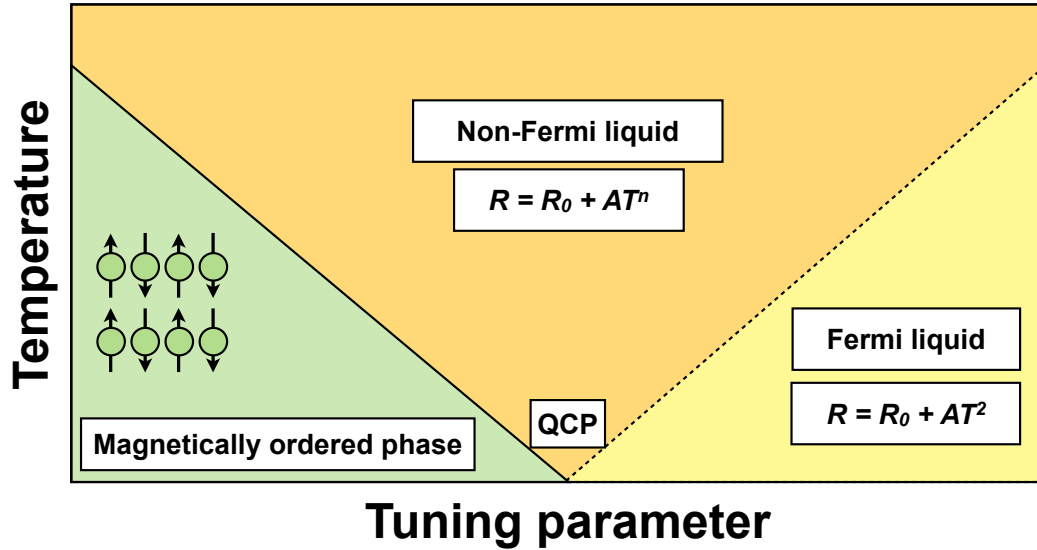 Temperature
Non-Fermi liquid
R = R₀ + ATⁿ
Fermi liquid
R = R₀ + AT²
QCP
Magnetically ordered phase
Tuning parameter